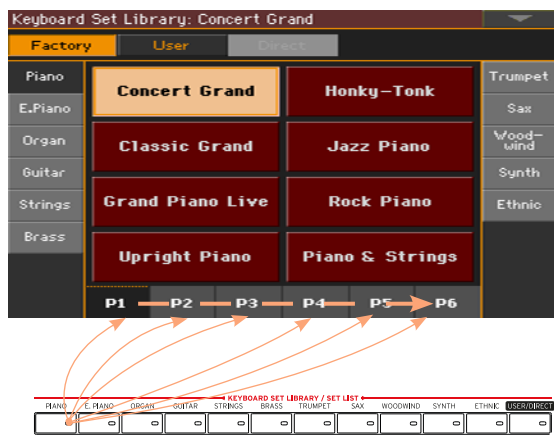 Keyboard Set Library: Concert Grand
Factory User Direct
Piano Concert Grand Honky-Tonk Trumpet
E.Piano Sax
Organ Classic Grand Jazz Piano Wood-
wind
Guitar Synth
Strings Grand Piano Live Rock Piano Ethnic
Brass
Upright Piano Piano & Strings
P1 P2 P3 P4 P5 P6
KEYBOARD SET LIBRARY / SET LIST
PIANO E. PIANO ORGAN GUITAR STRINGS BRASS TRUMPET SAX WOODWIND SYNTH ETHNIC USER/DIRECT